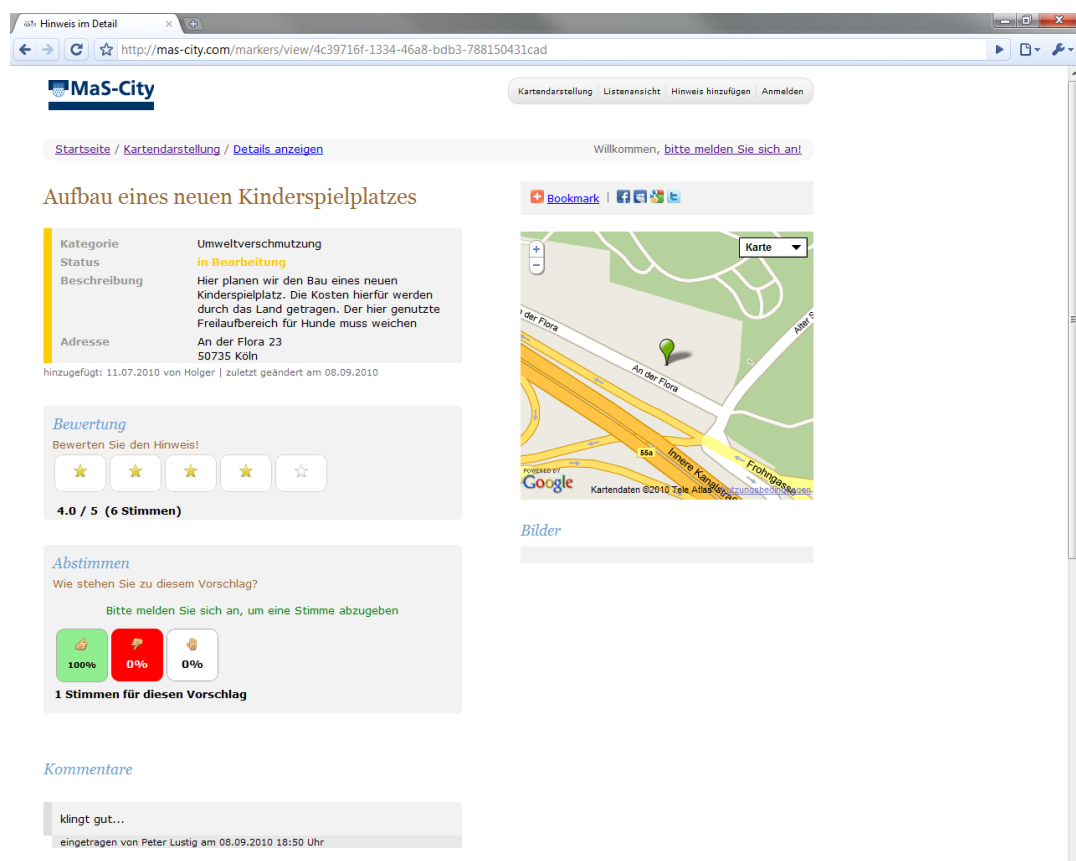 Hinweis im Detail
http://mas-city.com/markers/view/4c39716f-1334-46a8-bdb3-788150431cad
MaS-City
Kartendarstellung Listenansicht Hinweis hinzufügen Anmelden
Startseite / Kartendarstellung / Details anzeigen
Willkommen, bitte melden Sie sich an!
Aufbau eines neuen Kinderspielplatzes
Kategorie Umweltverschmutzung
Status in Bearbeitung
Beschreibung Hier planen wir den Bau eines neuen
Kinderspielplatz. Die Kosten hierfür werden
durch das Land getragen. Der hier genutzte
Freilaufbereich für Hunde muss weichen
Adresse An der Flora 23
50735 Köln
hinzugefügt: 11.07.2010 von Holger | zuletzt geändert am 08.09.2010
Bewertung
Bewerten Sie den Hinweis!
4.0 / 5 (6 Stimmen)
Abstimmen
Wie stehen Sie zu diesem Vorschlag?
Bitte melden Sie sich an, um eine Stimme abzugeben
100% 0% 0%
1 Stimmen für diesen Vorschlag
Kommentare
klingt gut...
eingetragen von Peter Lustig am 08.09.2010 18:50 Uhr
Bookmark |
Karte
der Flora
Alter
An der Flora
55a
Innere Kanalstra
Frohngasse
POWERED BY
Google
Kartendaten ©2010 Tele Atlas
Bilder